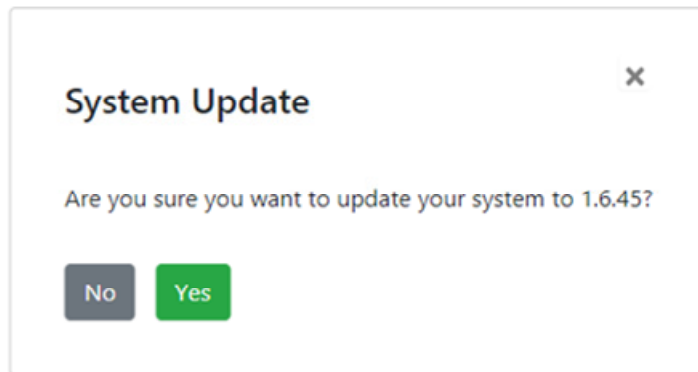 System Update
Are you sure you want to update your system to 1.6.45?
No Yes